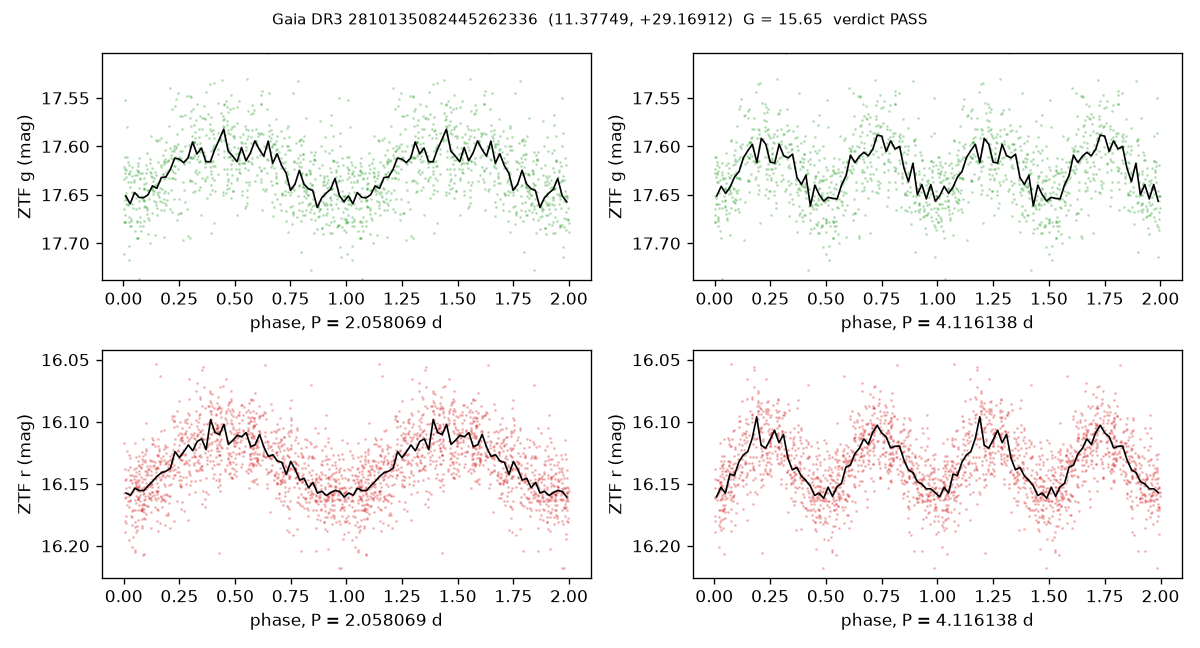 Gaia DR3 2810135082445262336  (11.37749, +29.16912)  G = 15.65  verdict PASS
ZTF g (mag)
17.55
17.60
17.65
17.70
0.00 0.25 0.50 0.75 1.00 1.25 1.50 1.75 2.00
phase, P = 2.058069 d
ZTF g (mag)
17.55
17.60
17.65
17.70
0.00 0.25 0.50 0.75 1.00 1.25 1.50 1.75 2.00
phase, P = 4.116138 d
ZTF r (mag)
16.05
16.10
16.15
16.20
0.00 0.25 0.50 0.75 1.00 1.25 1.50 1.75 2.00
phase, P = 2.058069 d
ZTF r (mag)
16.05
16.10
16.15
16.20
0.00 0.25 0.50 0.75 1.00 1.25 1.50 1.75 2.00
phase, P = 4.116138 d